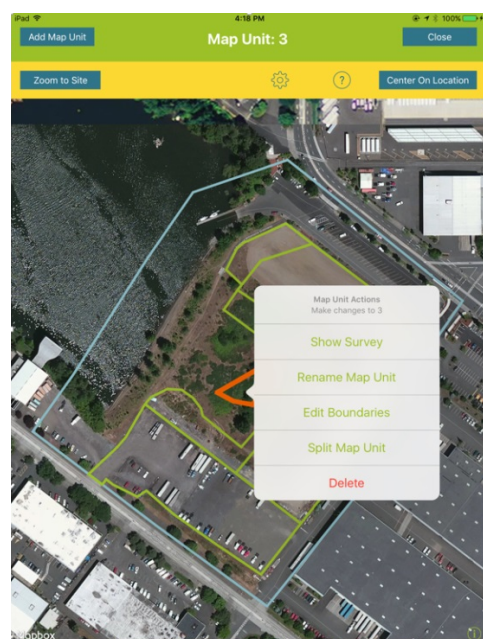 iPad
4:18 PM
100%
Add Map Unit
Map Unit: 3
Close
Zoom to Site
?
Center On Location
Map Unit Actions
Make changes to 3
Show Survey
Rename Map Unit
Edit Boundaries
Split Map Unit
Delete